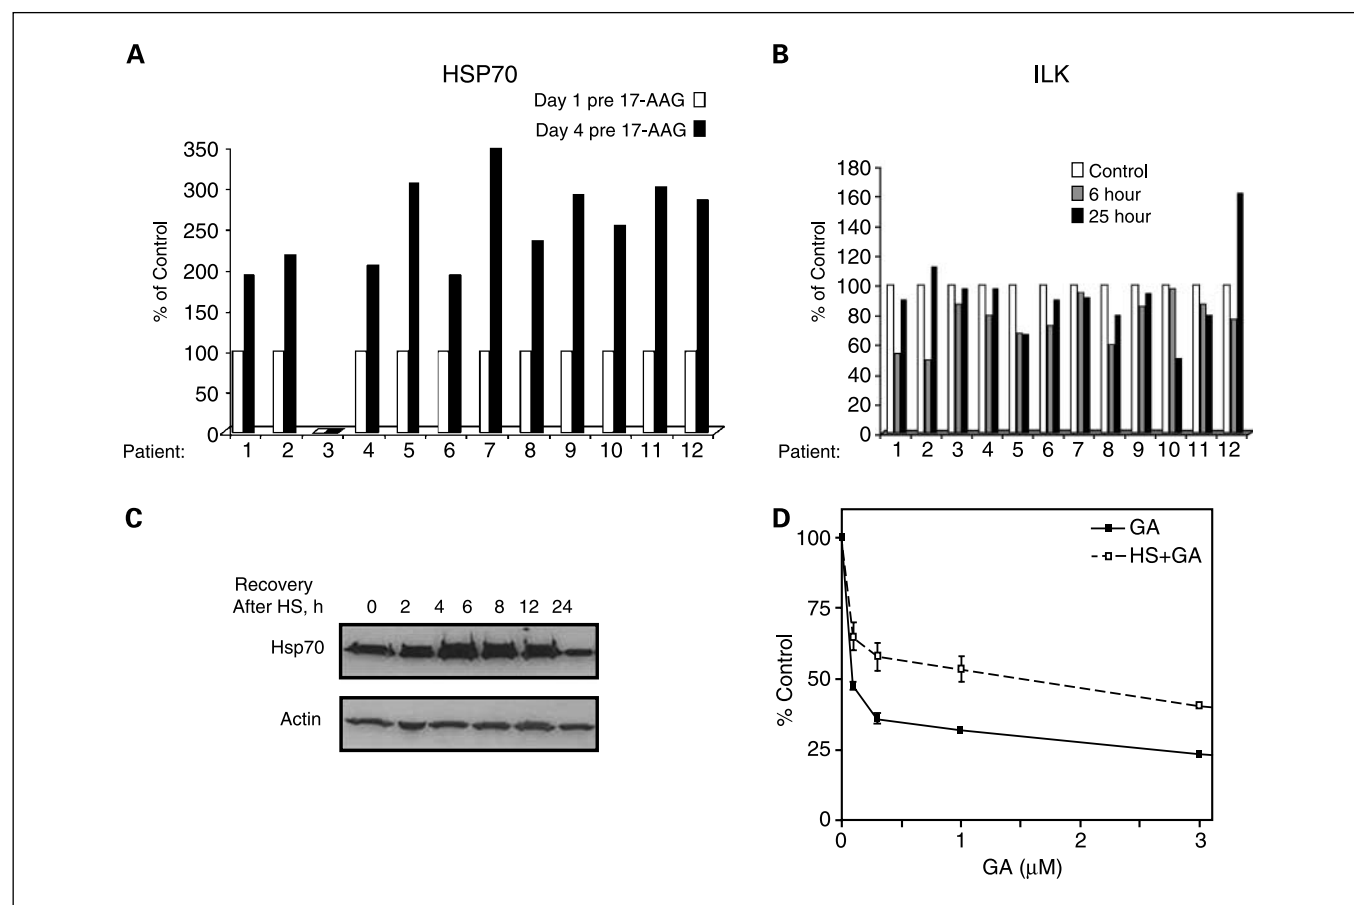 A
HSP70
Day 1 pre 17-AAG
Day 4 pre 17-AAG
% of Control
350
300
250
200
150
100
50
0
Patient: 1 2 3 4 5 6 7 8 9 10 11 12
B
ILK
Control
6 hour
25 hour
% of Control
180
160
140
120
100
80
60
40
20
0
Patient: 1 2 3 4 5 6 7 8 9 10 11 12
C
Recovery
After HS, h 0 2 4 6 8 12 24
Hsp70
Actin
D
GA
HS+GA
% Control
100
75
50
25
0
0 1 2 3
GA (µM)